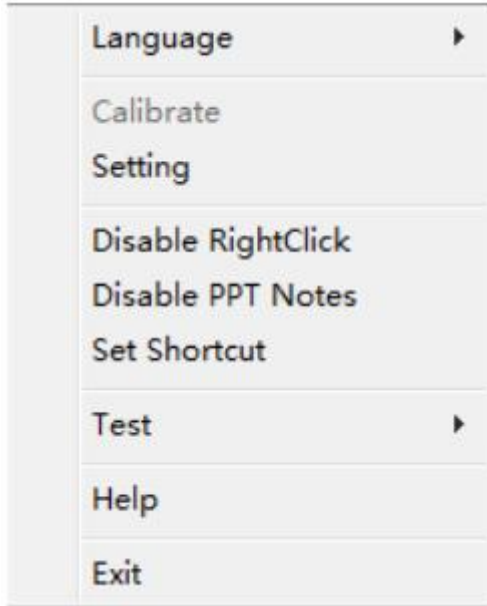 Language
Calibrate
Setting
Disable RightClick
Disable PPT Notes
Set Shortcut
Test
Help
Exit